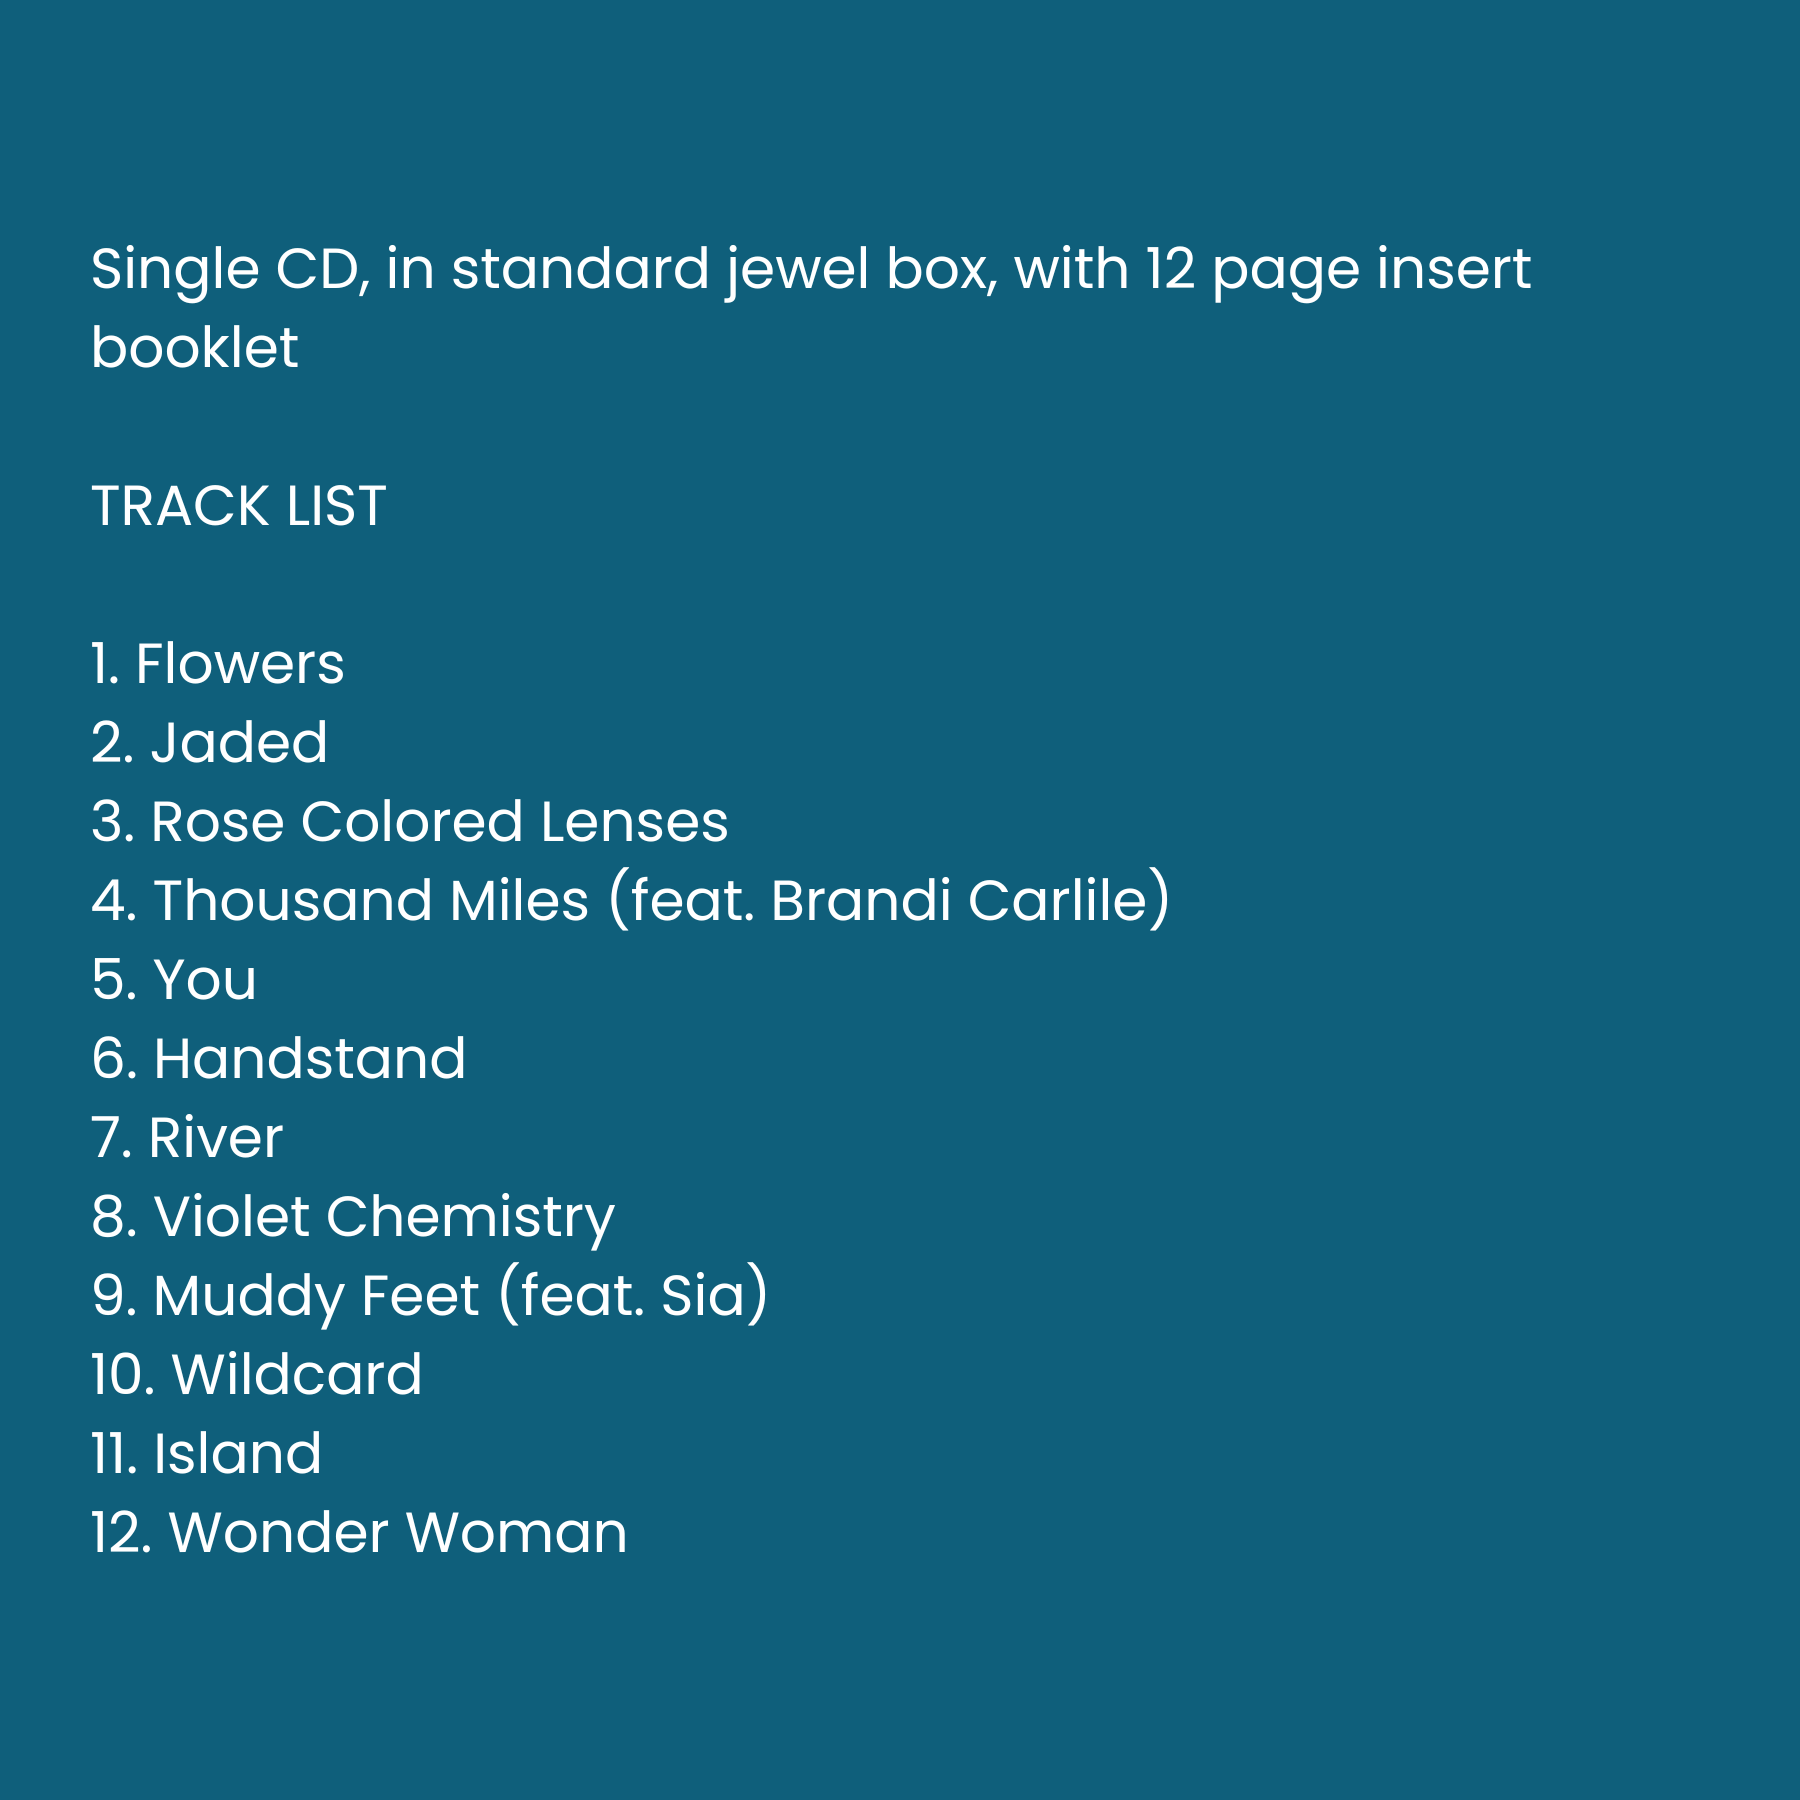 Single CD, in standard jewel box, with 12 page insert
booklet
TRACK LIST
1. Flowers
2. Jaded
3. Rose Colored Lenses
4. Thousand Miles (feat. Brandi Carlile)
5. You
6. Handstand
7. River
8. Violet Chemistry
9. Muddy Feet (feat. Sia)
10. Wildcard
11. Island
12. Wonder Woman